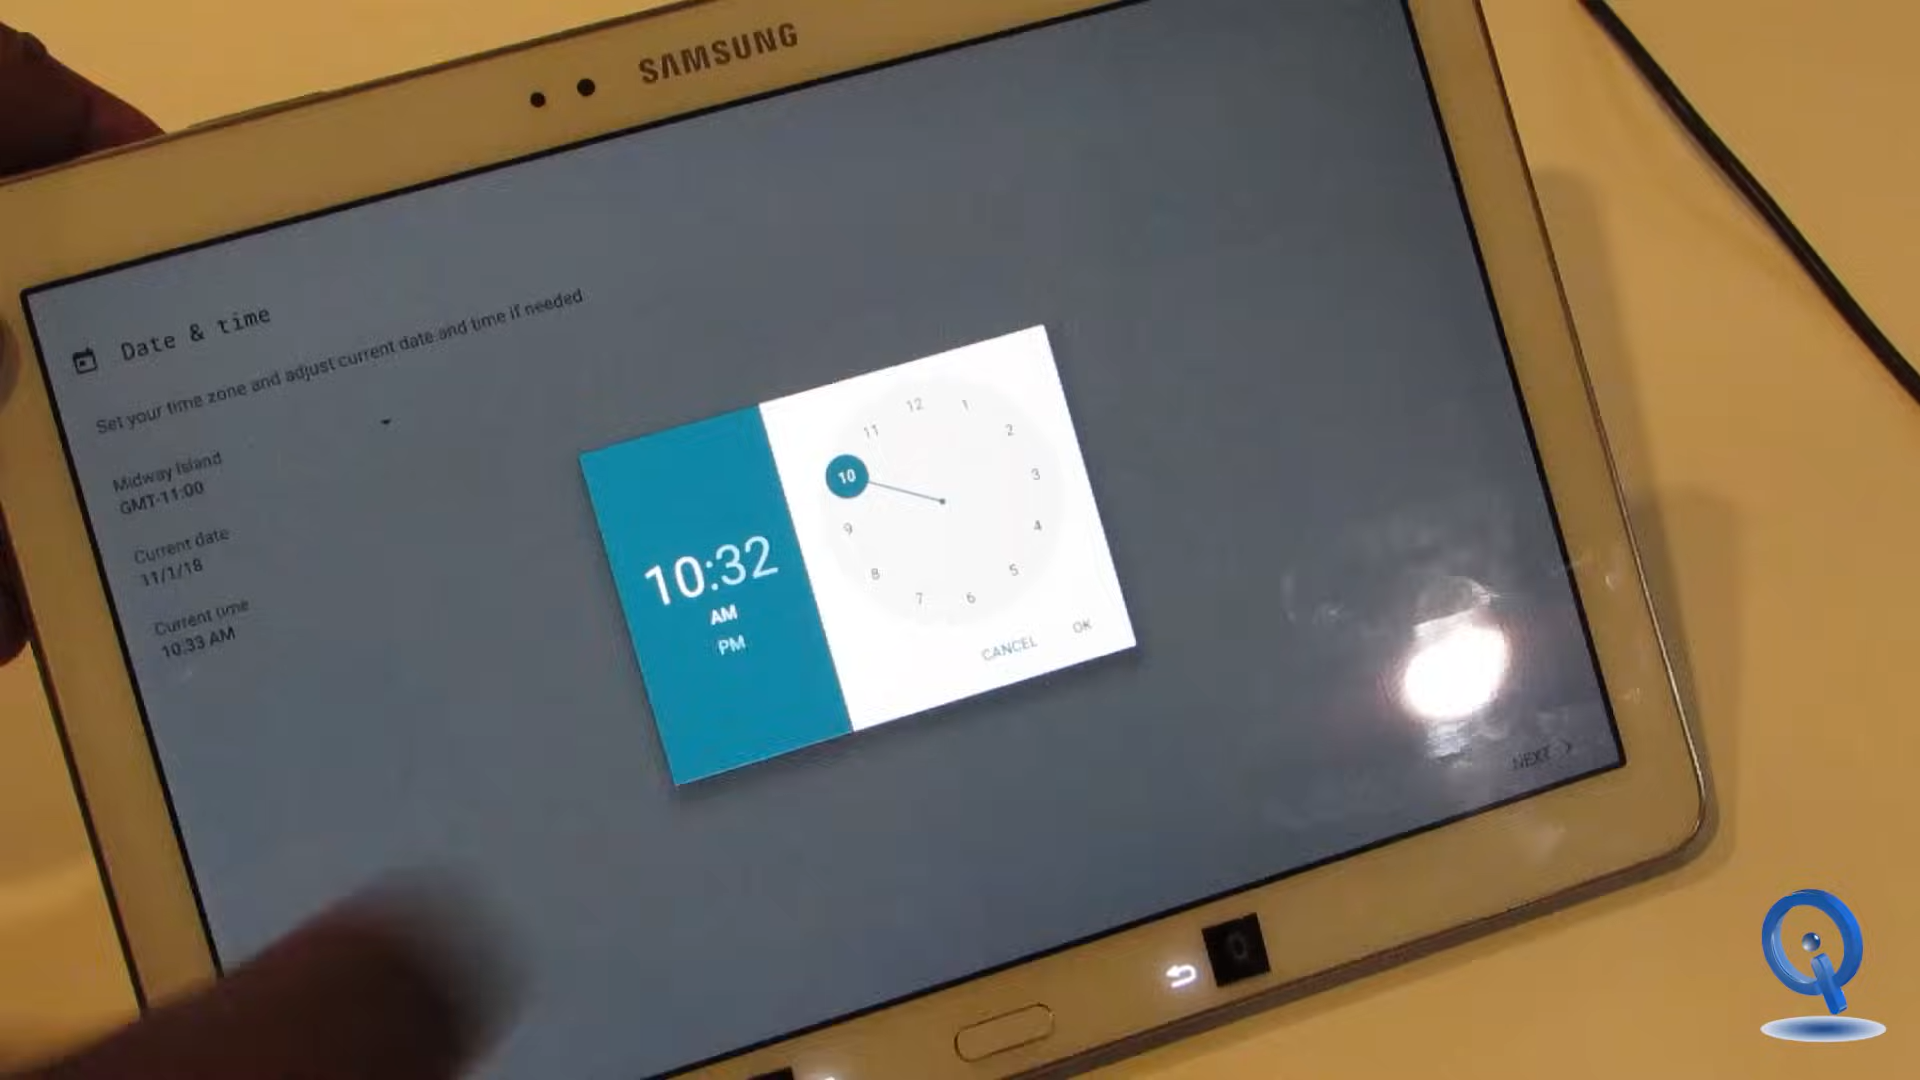 SAMSUNG
Date & time
Set your time zone and adjust current date and time if needed
Midway Island
GMT-11:00
Current date
11/1/18
Current time
10:33 AM
10:32
AM
PM
12
1
2
3
4
5
6
7
8
9
10
11
CANCEL
OK
NEXT